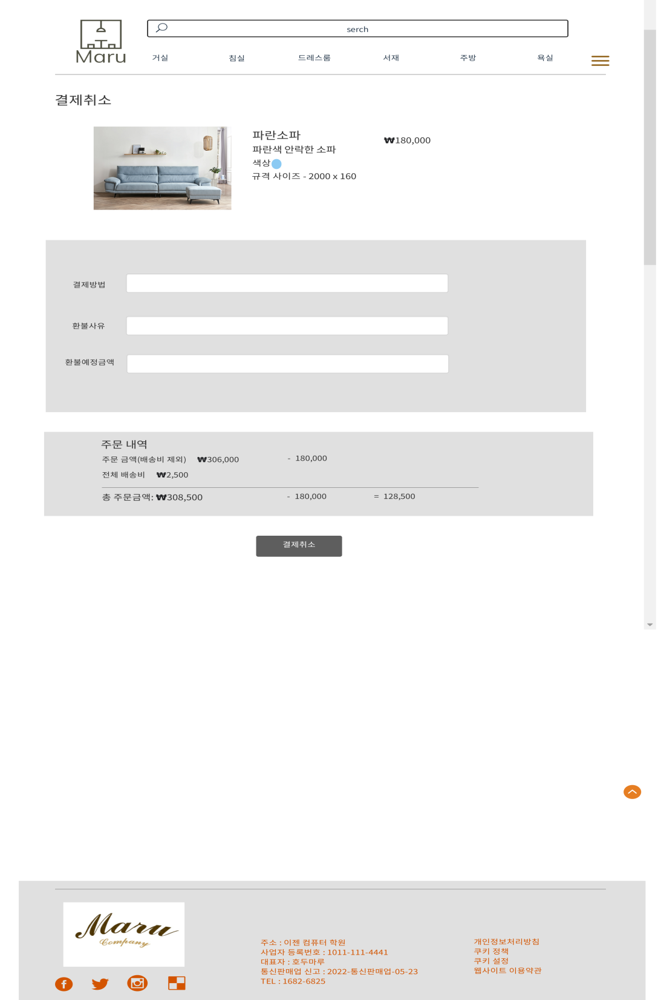 Maru
serch
거실
침실
드레스룸
서재
주방
욕실
결제취소
파란소파
₩180,000
파란색 안락한 소파
색상
규격 사이즈 - 2000 x 160
결제방법
환불사유
환불예정금액
주문 내역
주문 금액(배송비 제외) ₩306,000 - 180,000
전체 배송비 ₩2,500
총 주문금액: ₩308,500 - 180,000 = 128,500
결제취소
Maru
Company
주소 : 이젠 컴퓨터 학원
사업자 등록번호 : 1011-111-4441
대표자 : 호두마루
통신판매업 신고 : 2022-통신판매업-05-23
TEL : 1682-6825
개인정보처리방침
쿠키 정책
쿠키 설정
웹사이트 이용약관